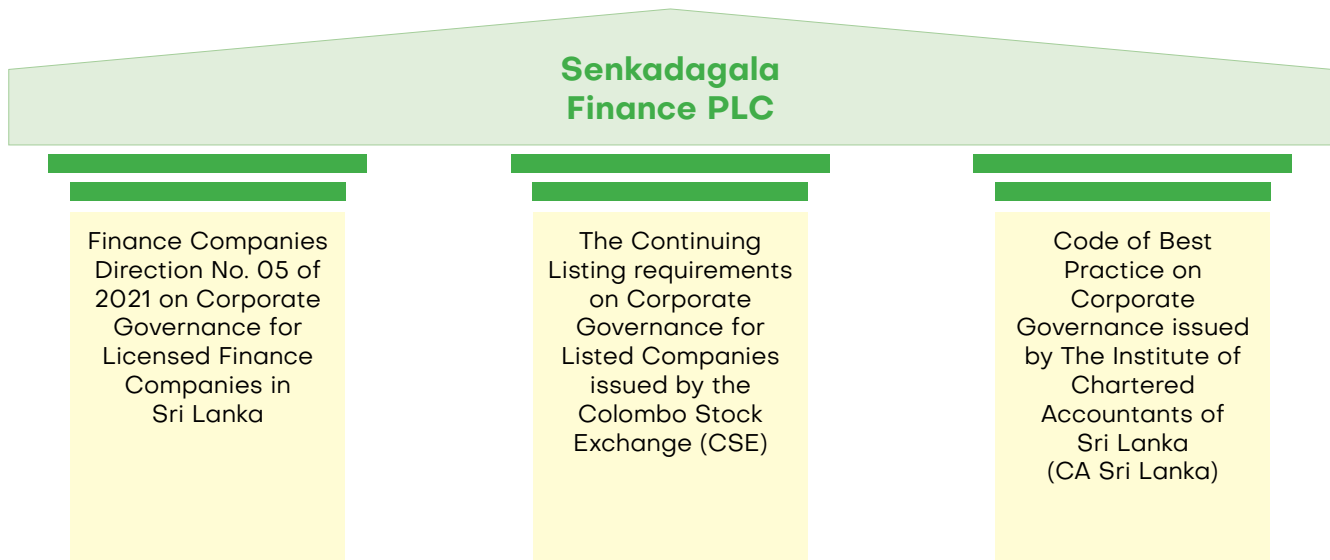 Senkadagala
Finance PLC
Finance Companies
Direction No. 05 of
2021 on Corporate
Governance for
Licensed Finance
Companies in
Sri Lanka
The Continuing
Listing requirements
on Corporate
Governance for
Listed Companies
issued by the
Colombo Stock
Exchange (CSE)
Code of Best
Practice on
Corporate
Governance issued
by The Institute of
Chartered
Accountants of
Sri Lanka
(CA Sri Lanka)